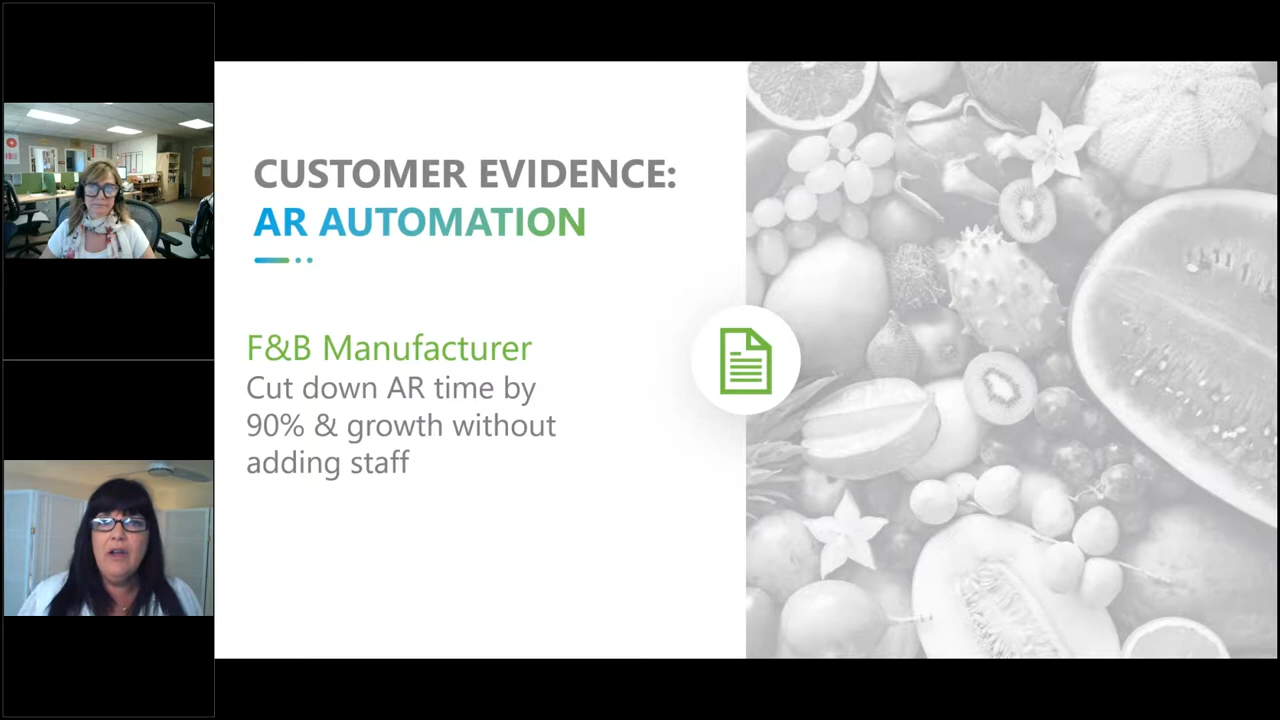 CUSTOMER EVIDENCE:
AR AUTOMATION
F&B Manufacturer
Cut down AR time by
90% & growth without
adding staff